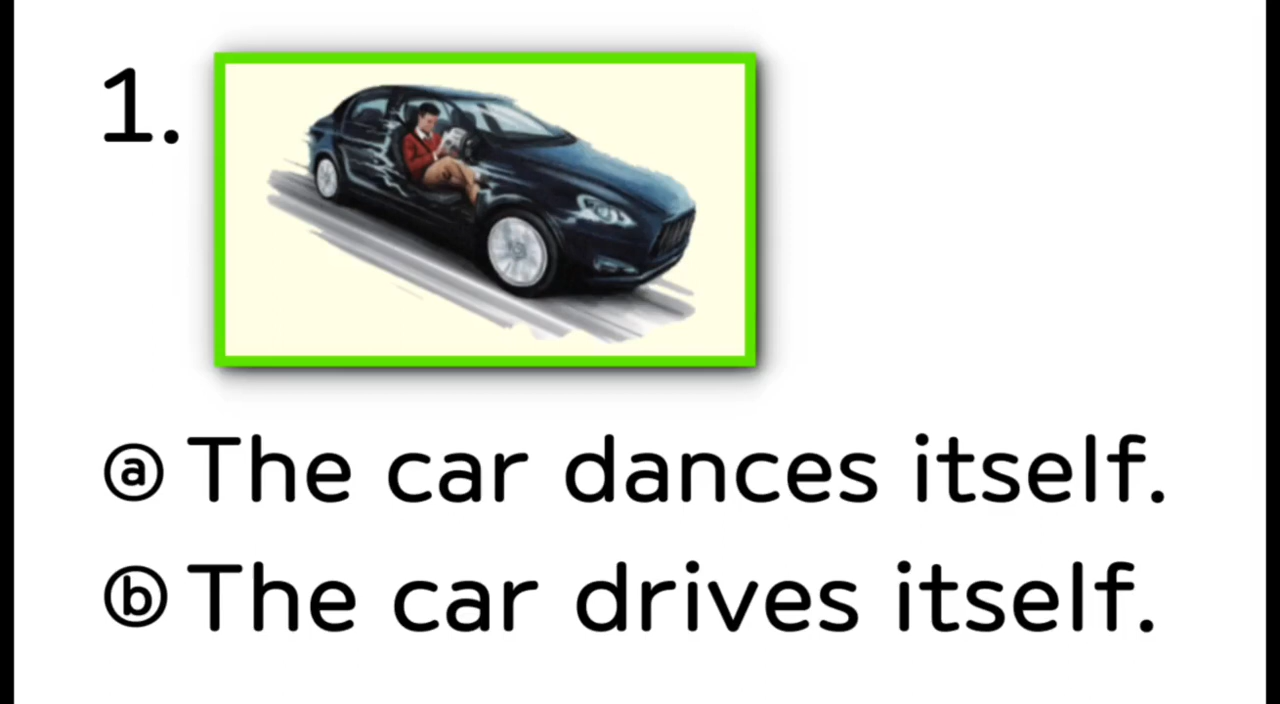 1.
ⓐ The car dances itself.
ⓑ The car drives itself.